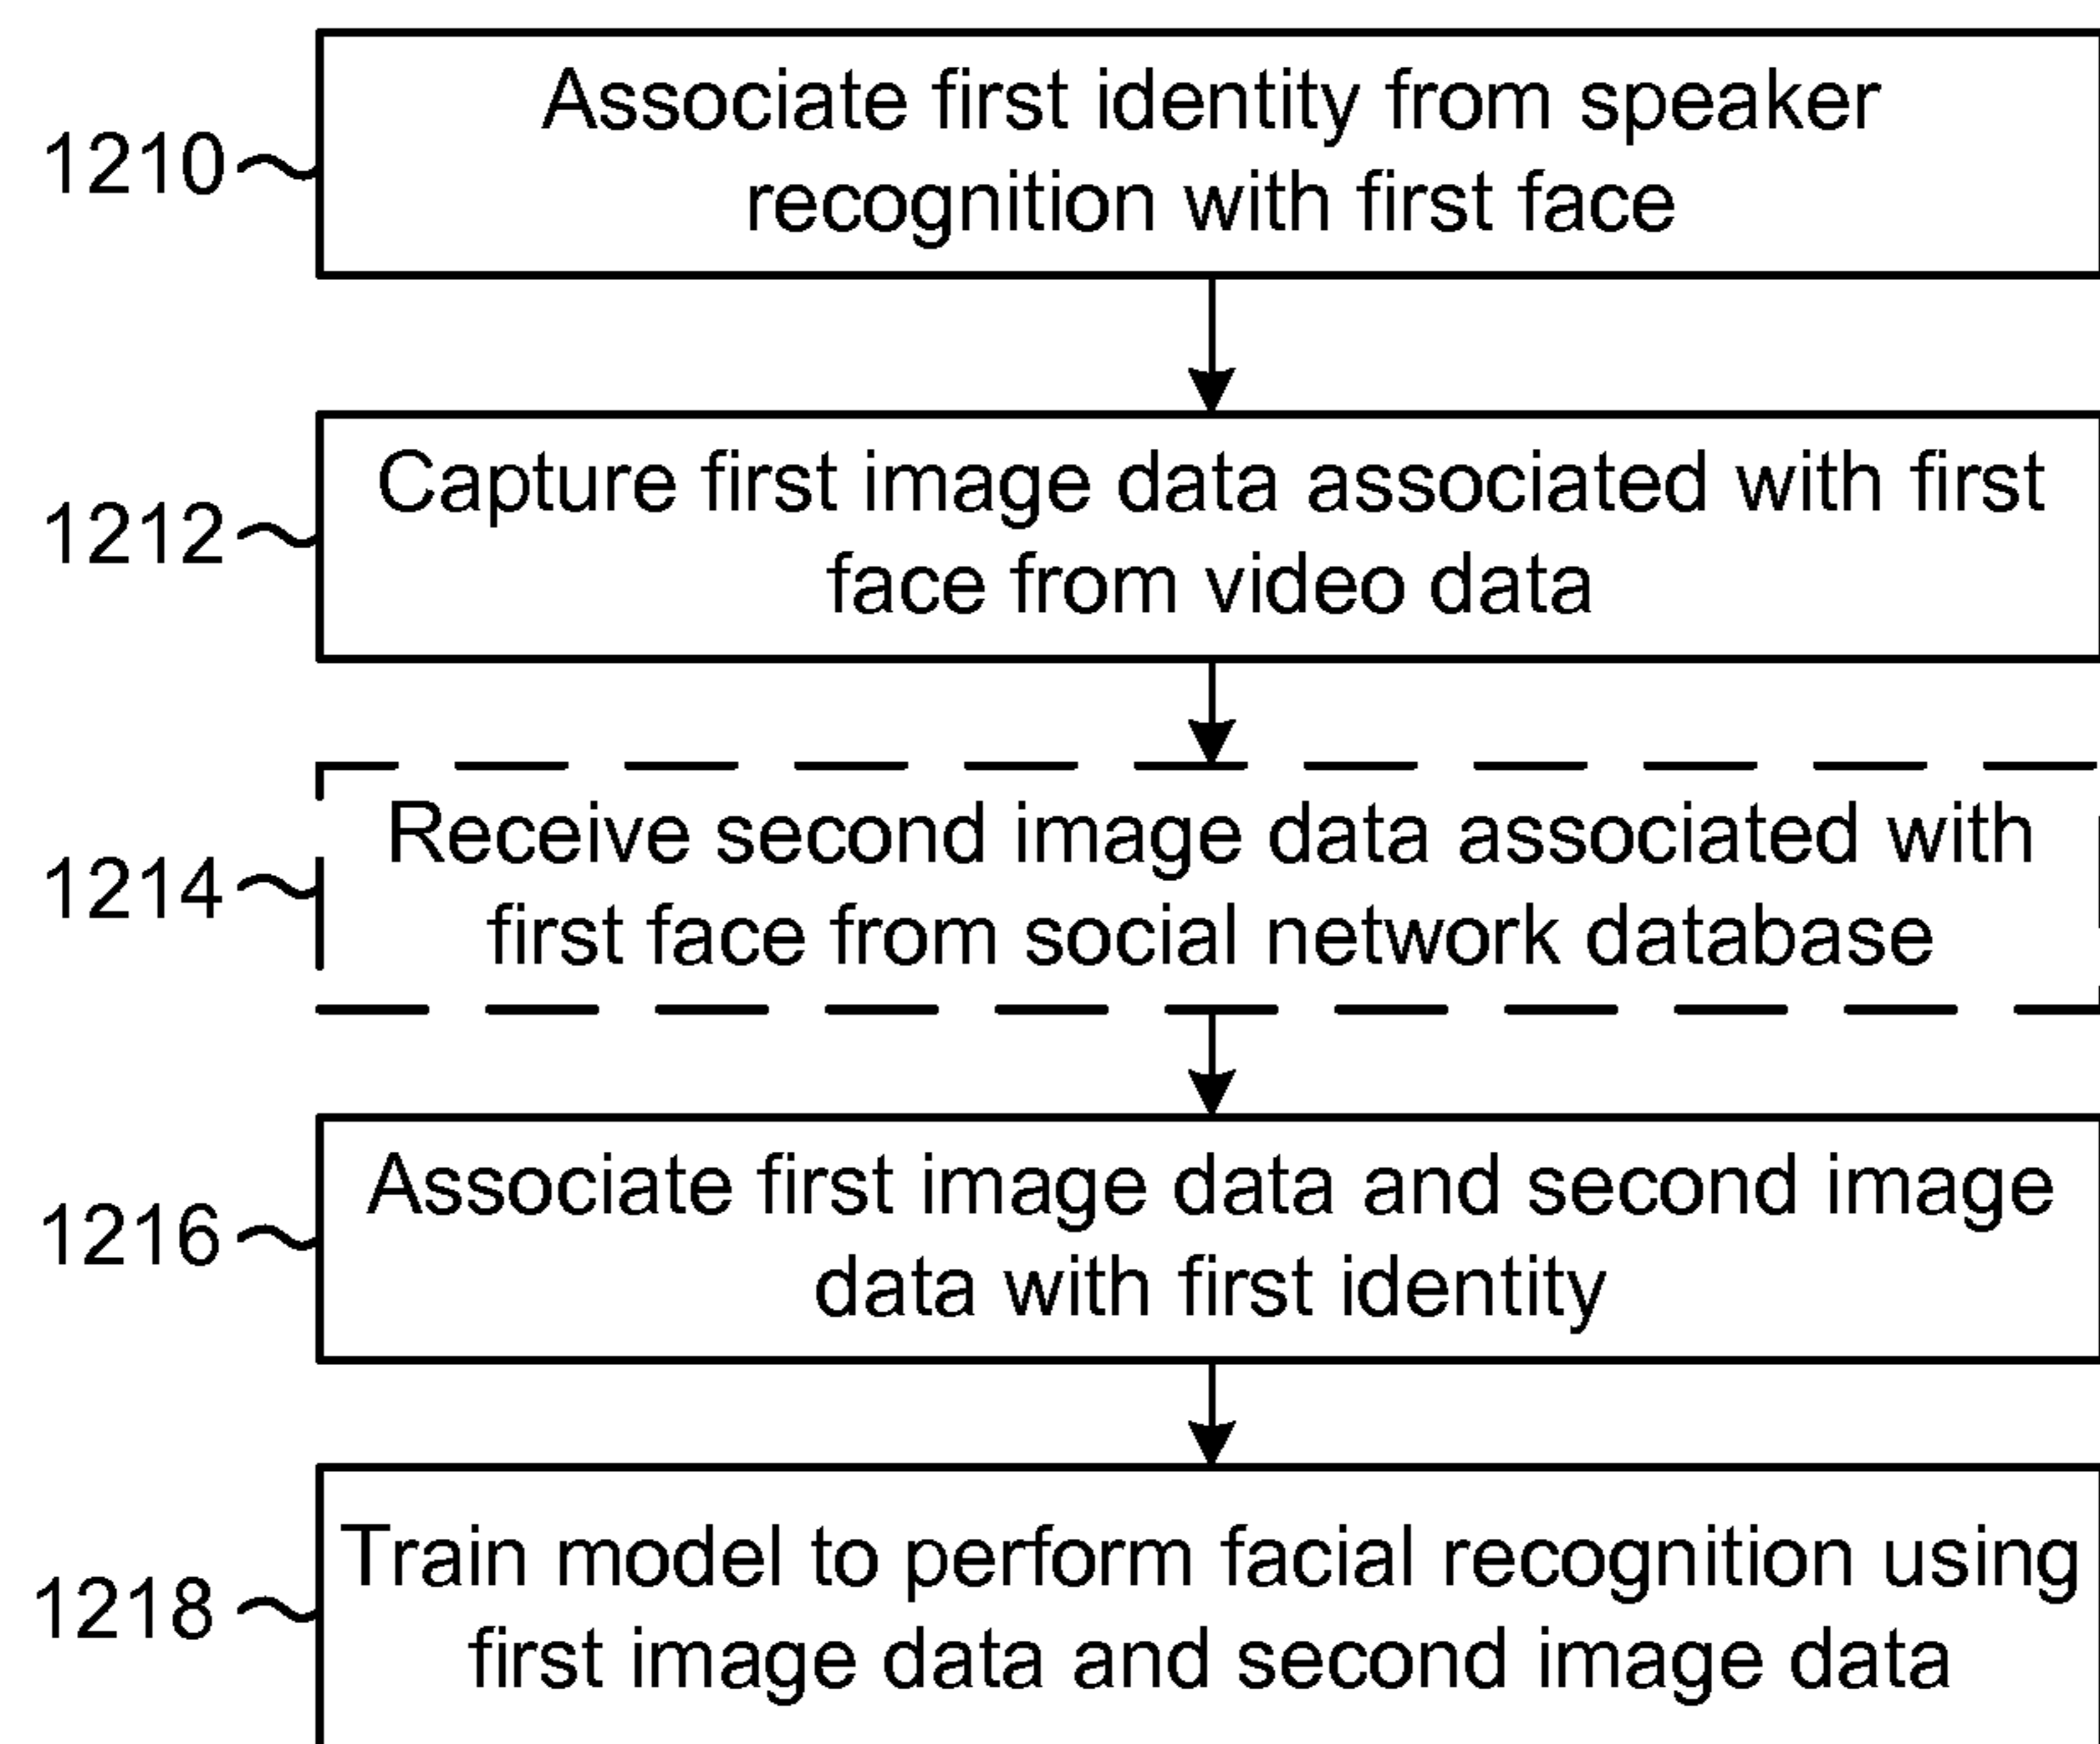 1210
Associate first identity from speaker
recognition with first face
1212
Capture first image data associated with first
face from video data
1214
Receive second image data associated with
first face from social network database
1216
Associate first image data and second image
data with first identity
1218
Train model to perform facial recognition using
first image data and second image data